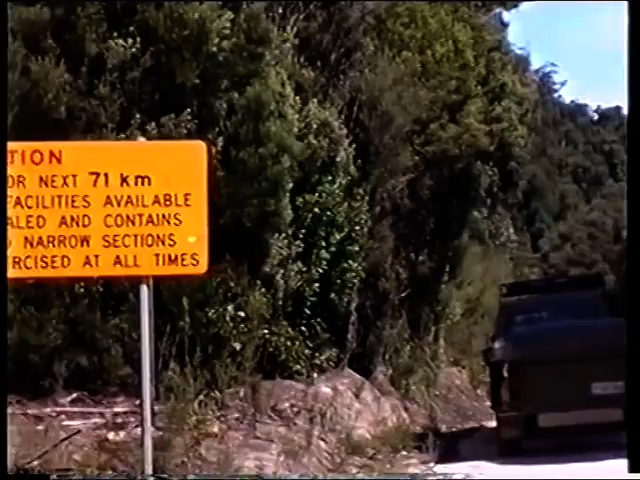 TION
OR NEXT 71 km
FACILITIES AVAILABLE
ALED AND CONTAINS
NARROW SECTIONS
RCISED AT ALL TIMES